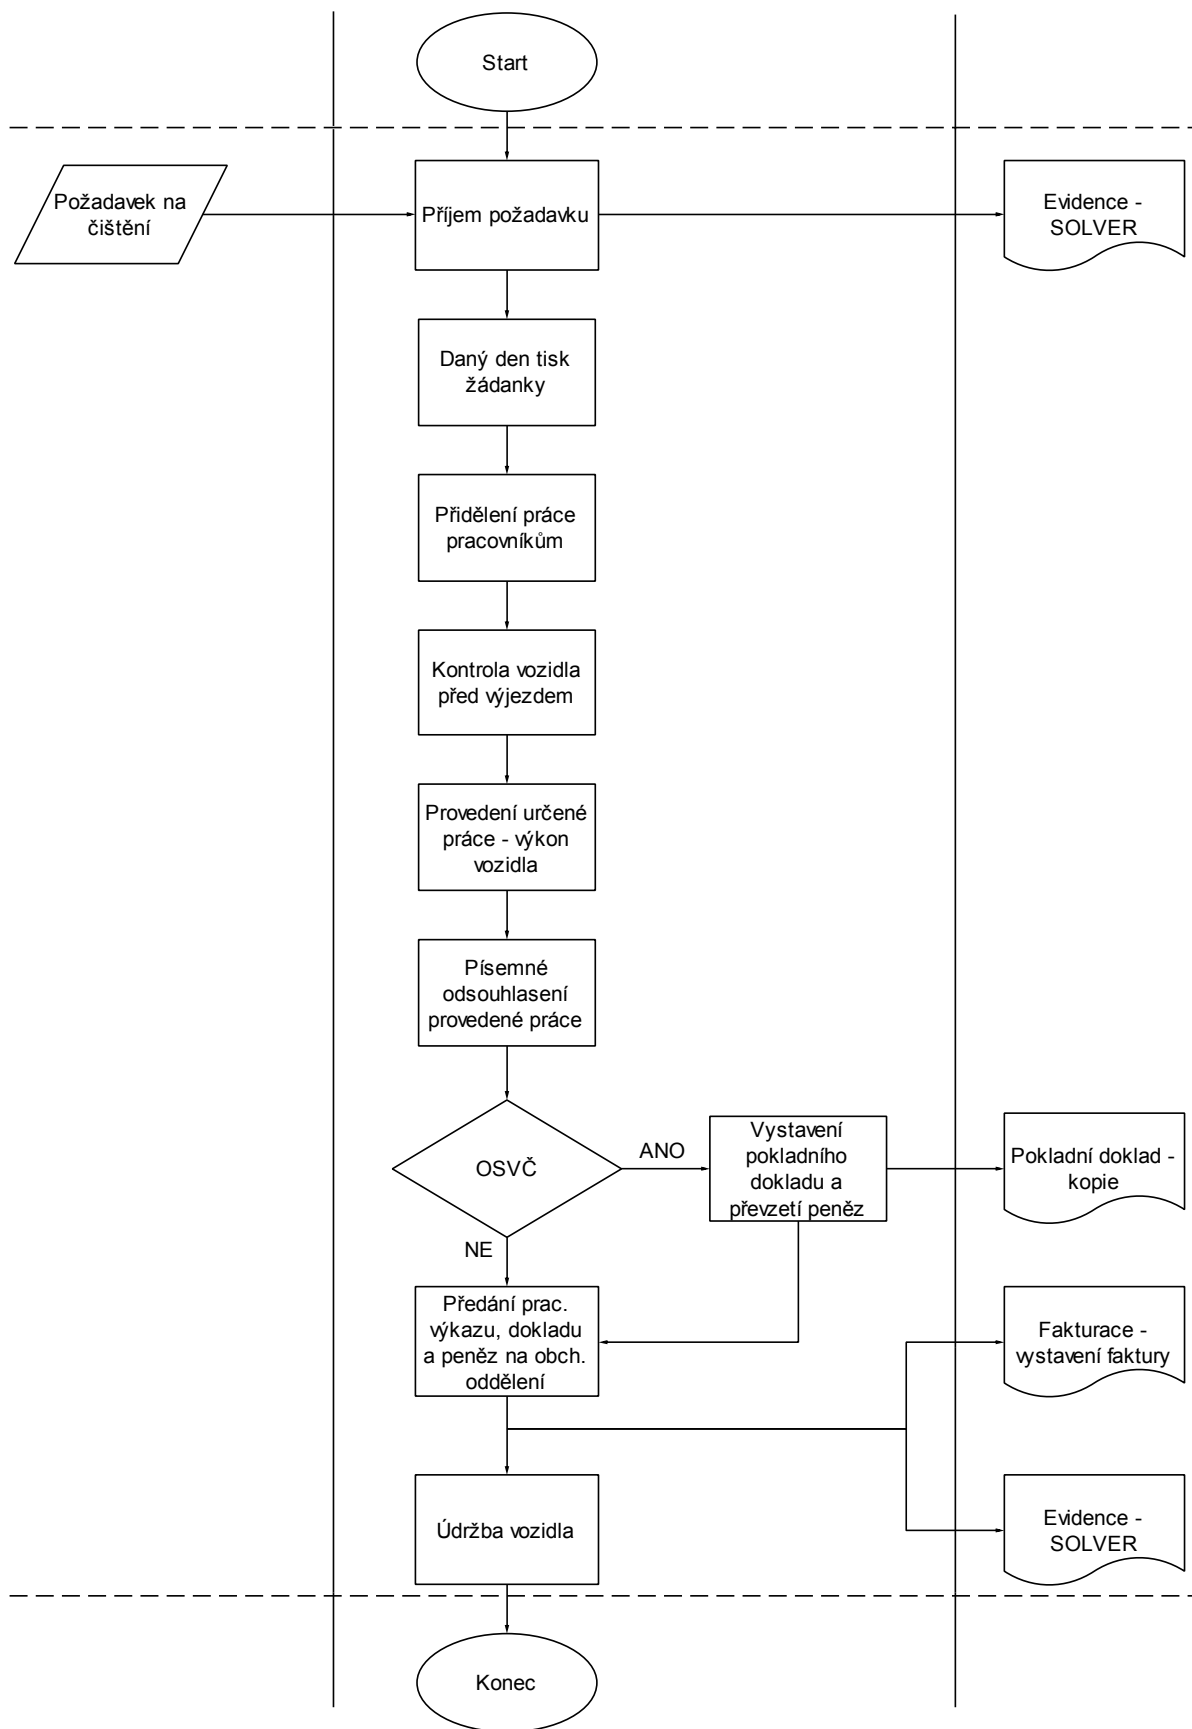 Start
Požadavek na
čištění
Příjem požadavku
Evidence -
SOLVER
Daný den tisk
žádanky
Přidělení práce
pracovníkům
Kontrola vozidla
před výjezdem
Provedení určené
práce - výkon
vozidla
Písemné
odsouhlasení
provedené práce
OSVČ
ANO
Vystavení
pokladního
dokladu a
převzetí peněz
Pokladní doklad -
kopie
NE
Předání prac.
výkazu, dokladu
a peněz na obch.
oddělení
Fakturace -
vystavení faktury
Údržba vozidla
Evidence -
SOLVER
Konec